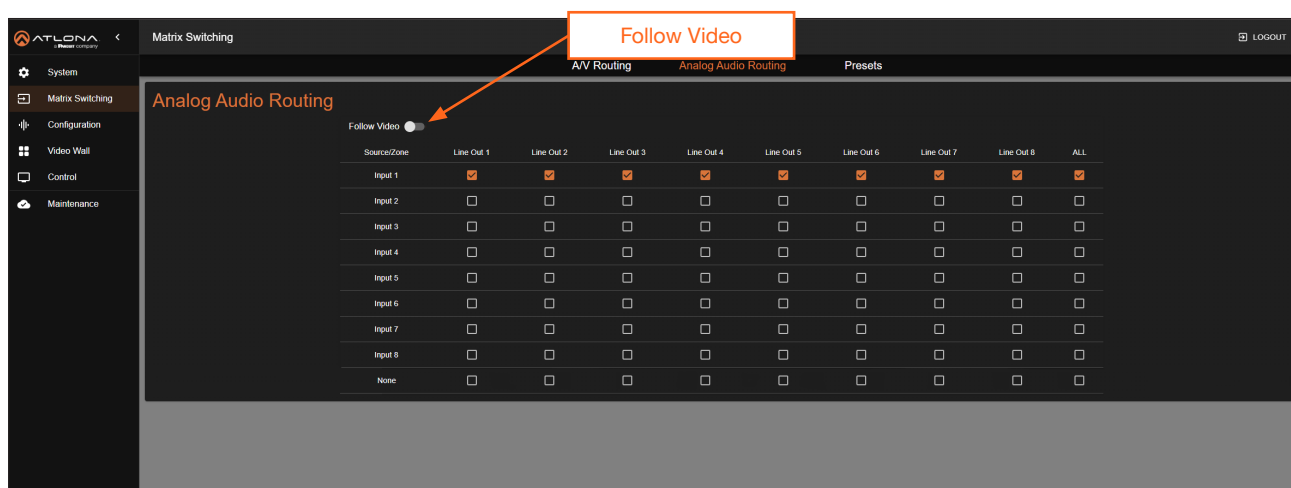 ATLONA
a Panduit company
Matrix Switching
Follow Video
LOGOUT
System
Matrix Switching
Configuration
Video Wall
Control
Maintenance
A/V Routing Analog Audio Routing Presets
Analog Audio Routing
Follow Video
Source/Zone Line Out 1 Line Out 2 Line Out 3 Line Out 4 Line Out 5 Line Out 6 Line Out 7 Line Out 8 ALL
Input 1
Input 2
Input 3
Input 4
Input 5
Input 6
Input 7
Input 8
None